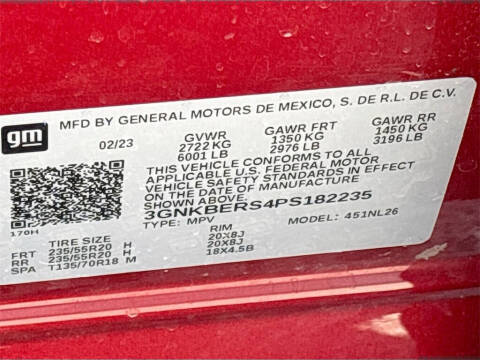 gm
MFD BY GENERAL MOTORS DE MEXICO, S. DE R.L. DE C.V.
02/23 GVWR GAWR FRT GAWR RR
2722 KG 1350 KG 1450 KG
6001 LB 2976 LB 3196 LB
THIS VEHICLE CONFORMS TO ALL
APPLICABLE U.S. FEDERAL MOTOR
VEHICLE SAFETY STANDARDS IN EFFECT
ON THE DATE OF MANUFACTURE SHOWN ABOVE.
3GNKBERS4PS182235
170H TYPE: MPV MODEL: 451NL26
TIRE SIZE RIM
FRT 235/55R20 H 20X8J
RR 235/55R20 H 20X8J
SPA T135/70R18 M 18X4.5B